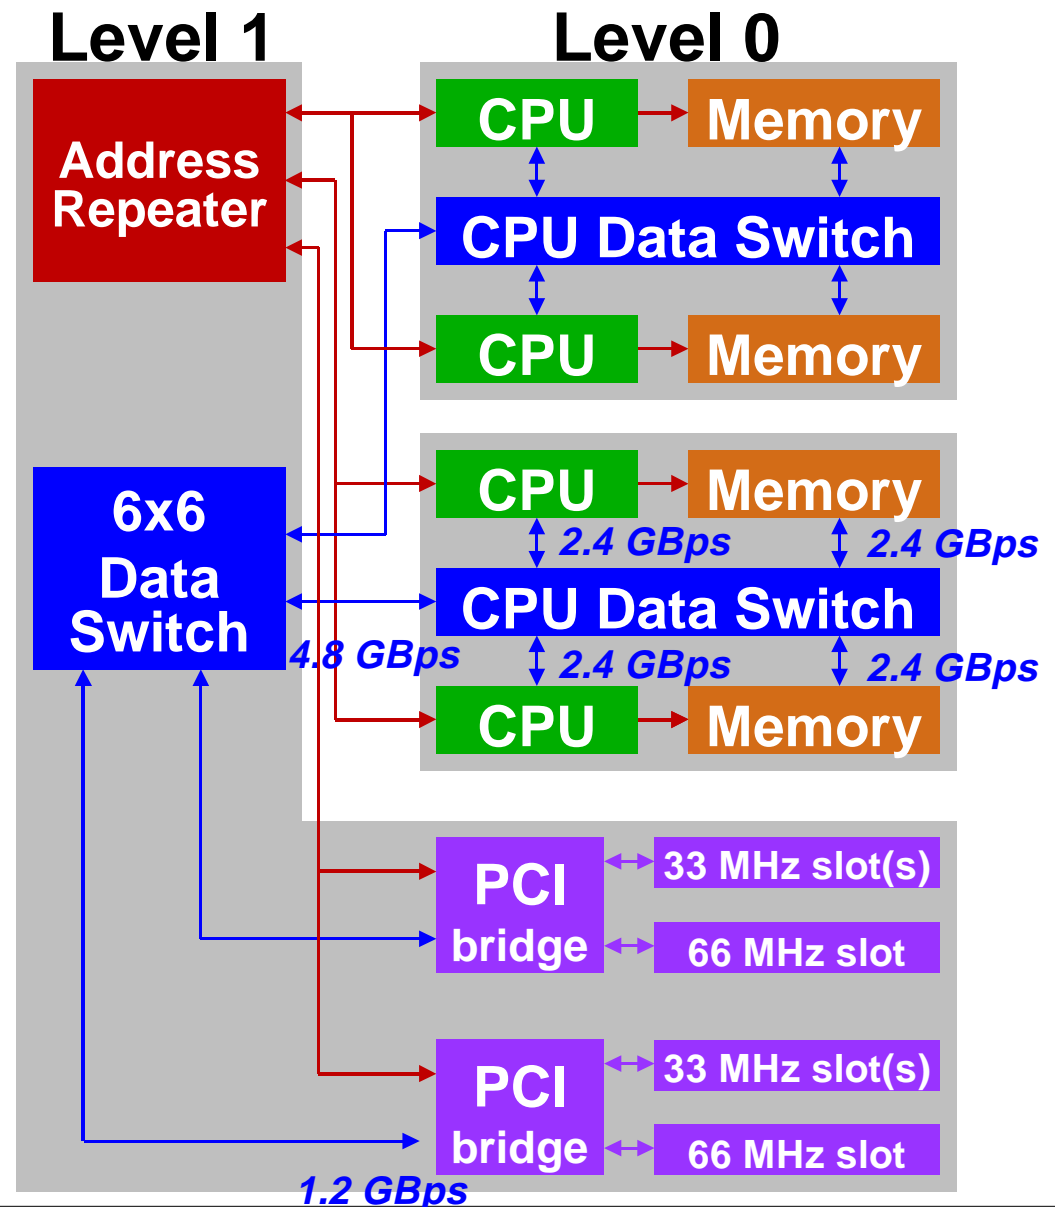 Level 1
Level 0
Address
Repeater
CPU
Memory
CPU Data Switch
CPU
Memory
6x6
Data
Switch
CPU
Memory
2.4 GBps
2.4 GBps
CPU Data Switch
4.8 GBps
2.4 GBps
2.4 GBps
CPU
Memory
PCI
bridge
33 MHz slot(s)
66 MHz slot
PCI
bridge
33 MHz slot(s)
66 MHz slot
1.2 GBps